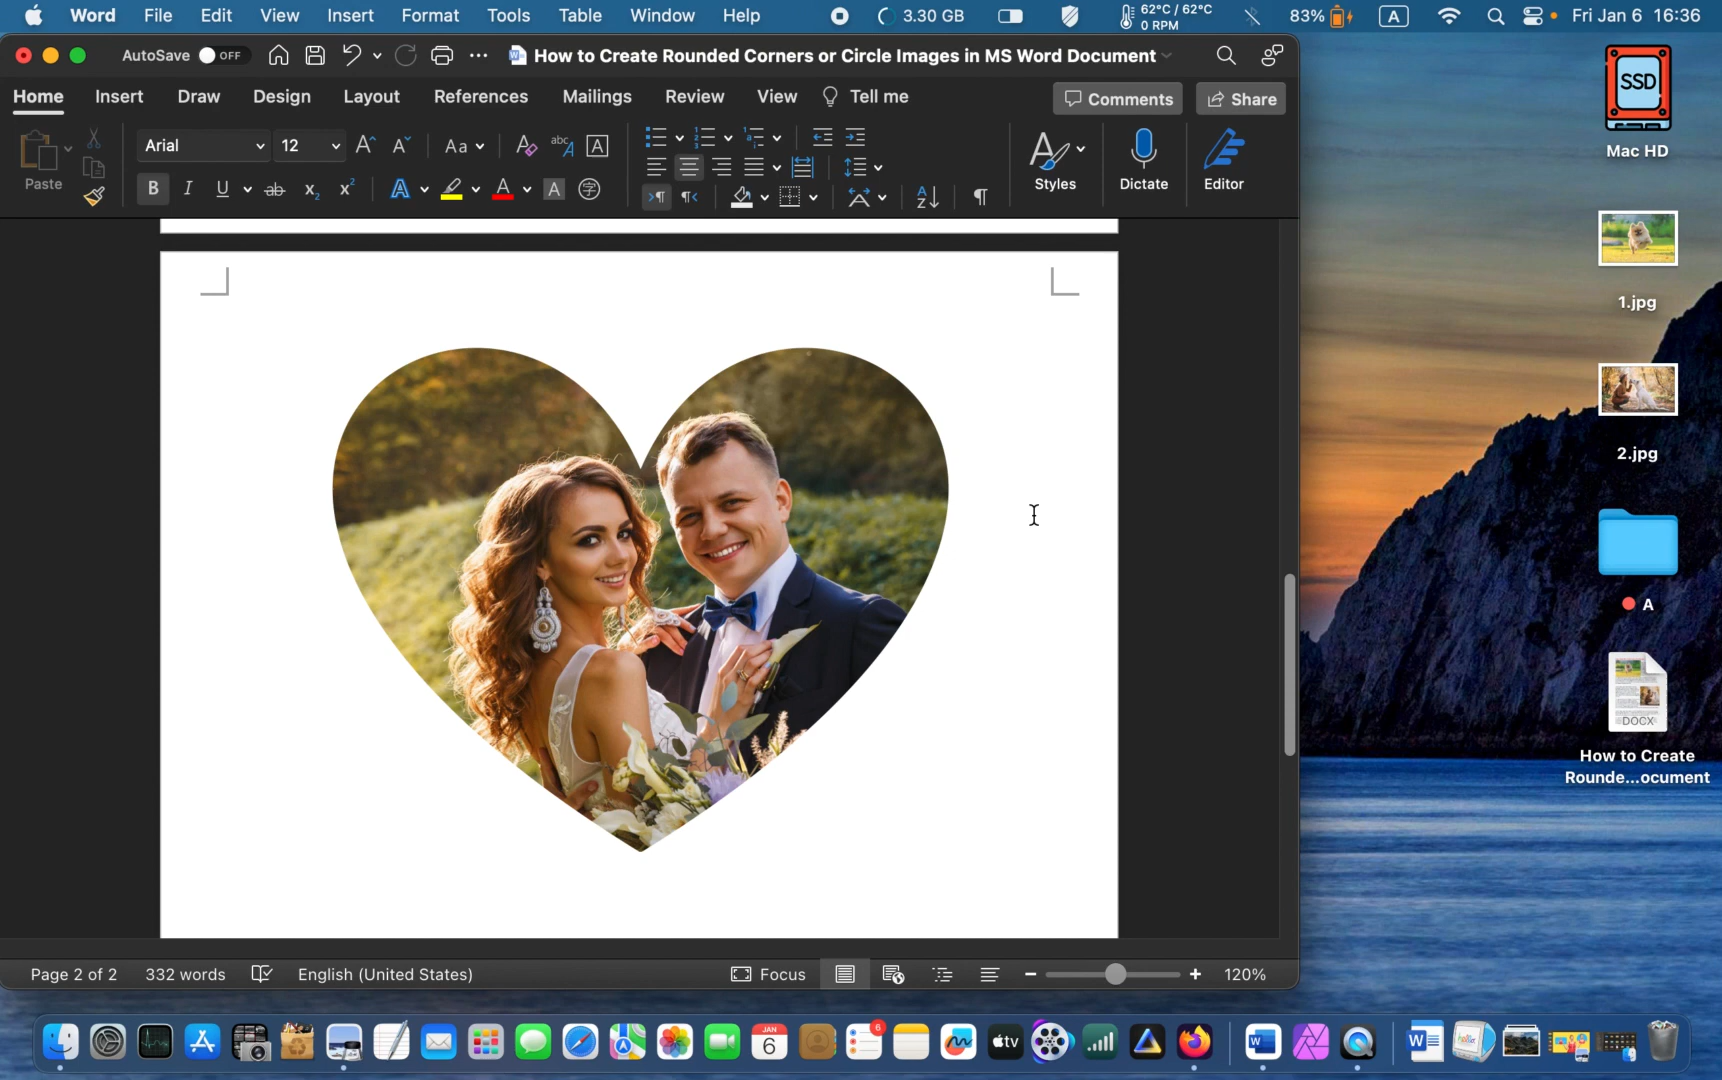 Word File Edit View Insert Format Tools Table Window Help 3.30 GB 62°C / 62°C 83% A Fri Jan 6 16:36
0 RPM
AutoSave OFF How to Create Rounded Corners or Circle Images in MS Word Document
Home Insert Draw Design Layout References Mailings Review View Tell me Comments Share
Paste Arial 12 Aa Styles Dictate Editor
SSD
Mac HD
1.jpg
2.jpg
A
DOCX
How to Create
Rounde...ocument
Page 2 of 2 332 words English (United States) Focus 120%
JAN
6
6
tv